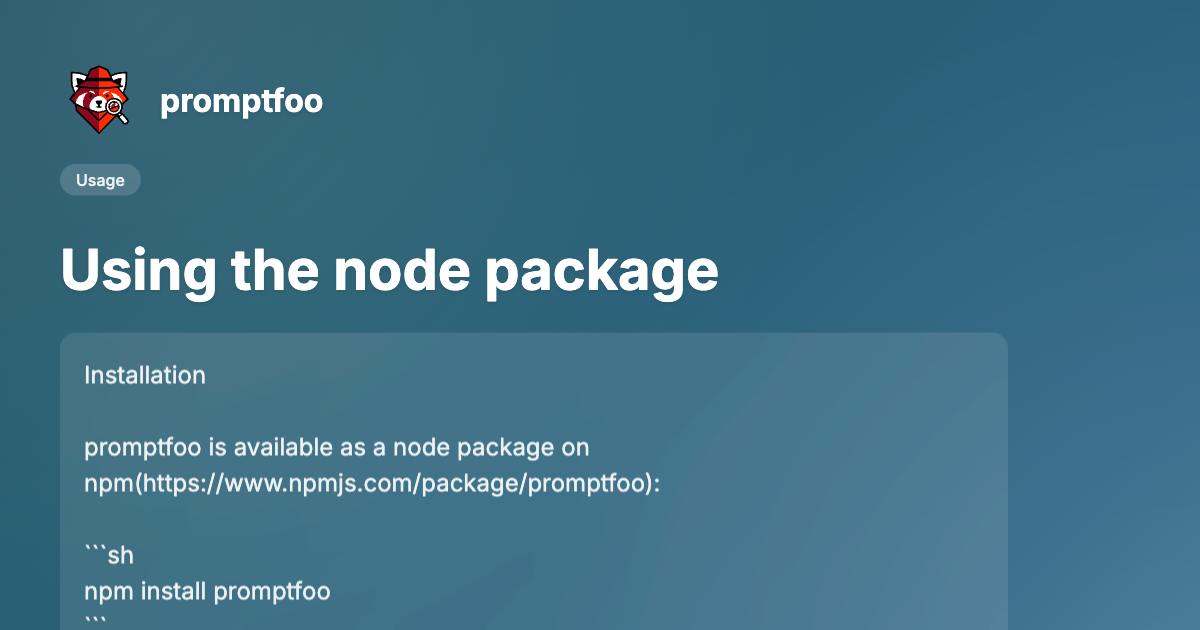 promptfoo
Usage
Using the node package
Installation
promptfoo is available as a node package on
npm(https://www.npmjs.com/package/promptfoo):
```sh
npm install promptfoo
```